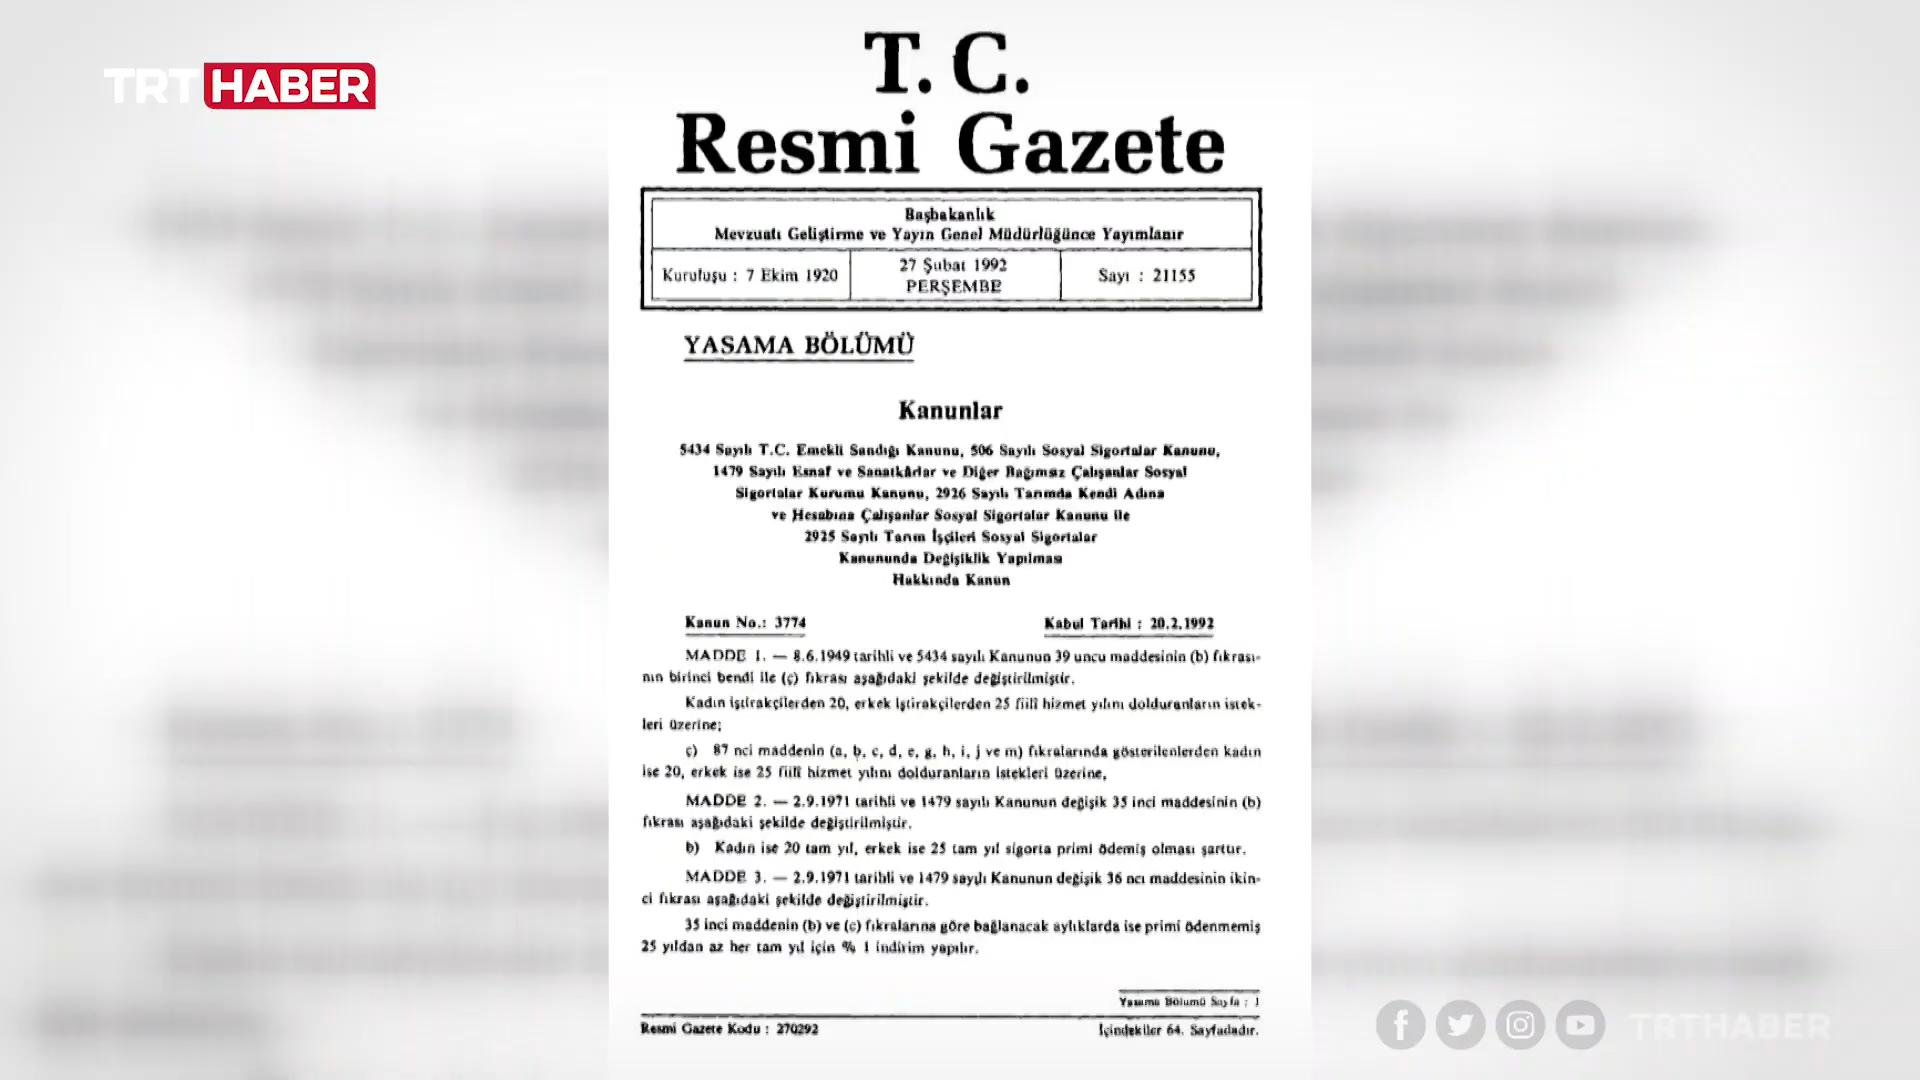 TRT HABER
T. C.
Resmi Gazete
Başbakanlık
Mevzuatı Geliştirme ve Yayın Genel Müdürlüğünce Yayımlanır
Kuruluşu : 7 Ekim 1920
27 Şubat 1992
PERŞEMBE
Sayı : 21155
YASAMA BÖLÜMÜ
Kanunlar
5434 Sayılı T.C. Emekli Sandığı Kanunu, 506 Sayılı Sosyal Sigortalar Kanunu,
1479 Sayılı Esnaf ve Sanatkârlar ve Diğer Bağımsız Çalışanlar Sosyal
Sigortalar Kurumu Kanunu, 2926 Sayılı Tarımda Kendi Adına
ve Hesabına Çalışanlar Sosyal Sigortalar Kanunu ile
2925 Sayılı Tarım İşçileri Sosyal Sigortalar
Kanununda Değişiklik Yapılması
Hakkında Kanun
Kanun No.: 3774
Kabul Tarihi : 20.2.1992
MADDE 1. — 8.6.1949 tarihli ve 5434 sayılı Kanunun 39 uncu maddesinin (b) fıkrası-
nın birinci bendi ile (ç) fıkrası aşağıdaki şekilde değiştirilmiştir.
Kadın iştirakçilerden 20, erkek iştirakçilerden 25 fiilî hizmet yılını dolduranların istek-
leri üzerine;
ç) 87 nci maddenin (a, b, c, d, e, g, h, i, j ve m) fıkralarında gösterilenlerden kadın
ise 20, erkek ise 25 fiilî hizmet yılını dolduranların istekleri üzerine,
MADDE 2. — 2.9.1971 tarihli ve 1479 sayılı Kanunun değişik 35 inci maddesinin (b)
fıkrası aşağıdaki şekilde değiştirilmiştir.
b) Kadın ise 20 tam yıl, erkek ise 25 tam yıl sigorta primi ödemiş olması şarttır.
MADDE 3. — 2.9.1971 tarihli ve 1479 sayılı Kanunun değişik 36 ncı maddesinin ikin-
ci fıkrası aşağıdaki şekilde değiştirilmiştir.
35 inci maddenin (b) ve (c) fıkralarına göre bağlanacak aylıklarda ise primi ödenmemiş
25 yıldan az her tam yıl için % 1 indirim yapılır.
Yasama Bölümü Sayfa : 1
Resmi Gazete Kodu : 270292
İçindekiler 64. Sayfadadır.
TRTHABER